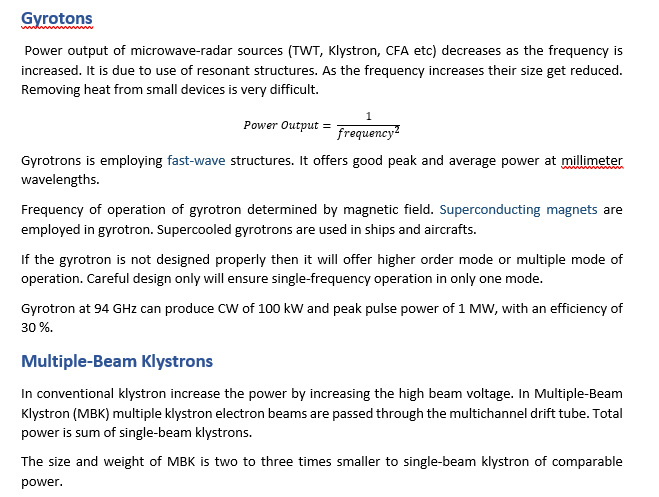 Gyrotons
Power output of microwave-radar sources (TWT, Klystron, CFA etc) decreases as the frequency is
increased. It is due to use of resonant structures. As the frequency increases their size get reduced.
Removing heat from small devices is very difficult.
Power Output = 1 / frequency²
Gyrotrons is employing fast-wave structures. It offers good peak and average power at millimeter
wavelengths.
Frequency of operation of gyrotron determined by magnetic field. Superconducting magnets are
employed in gyrotron. Supercooled gyrotrons are used in ships and aircrafts.
If the gyrotron is not designed properly then it will offer higher order mode or multiple mode of
operation. Careful design only will ensure single-frequency operation in only one mode.
Gyrotron at 94 GHz can produce CW of 100 kW and peak pulse power of 1 MW, with an efficiency of
30 %.
Multiple-Beam Klystrons
In conventional klystron increase the power by increasing the high beam voltage. In Multiple-Beam
Klystron (MBK) multiple klystron electron beams are passed through the multichannel drift tube. Total
power is sum of single-beam klystrons.
The size and weight of MBK is two to three times smaller to single-beam klystron of comparable
power.